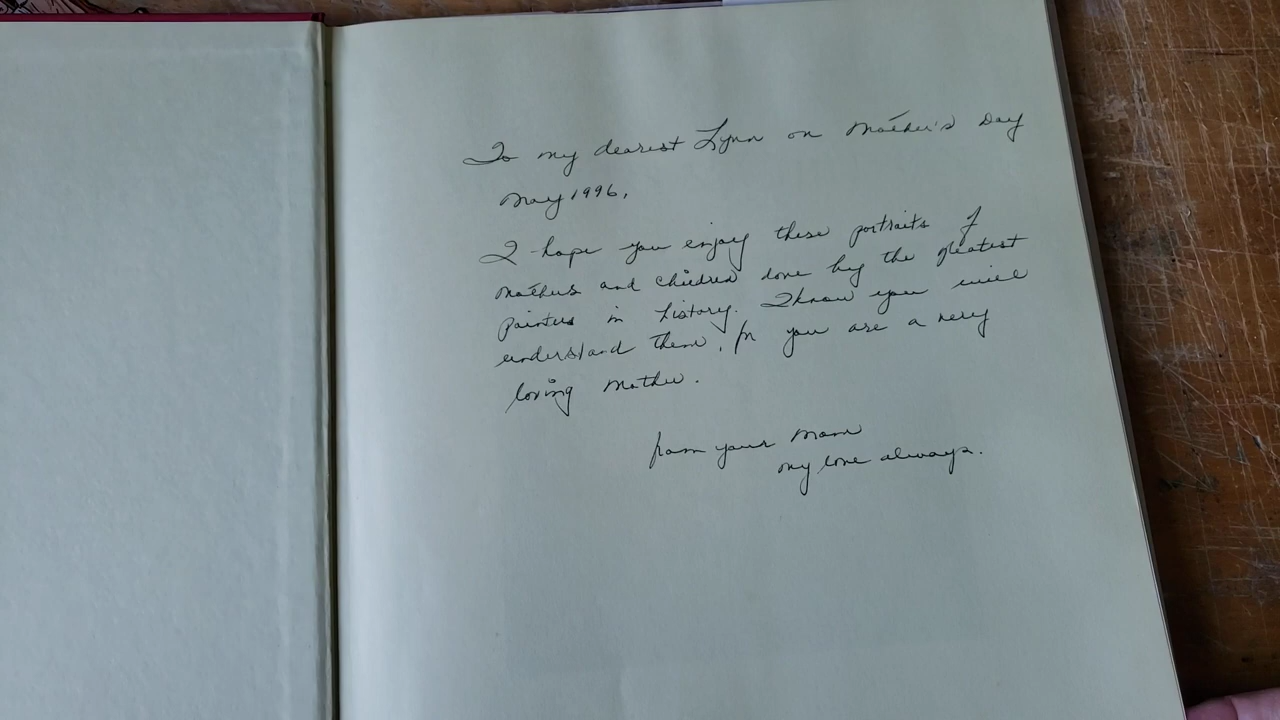 To my dearest Lynn on Mother's Day
May 1996,
I hope you enjoy these portraits of
Mothers and children done by the greatest
painters in history. I know you will
understand them, for you are a very
loving Mother.
from your Mom
my love always.